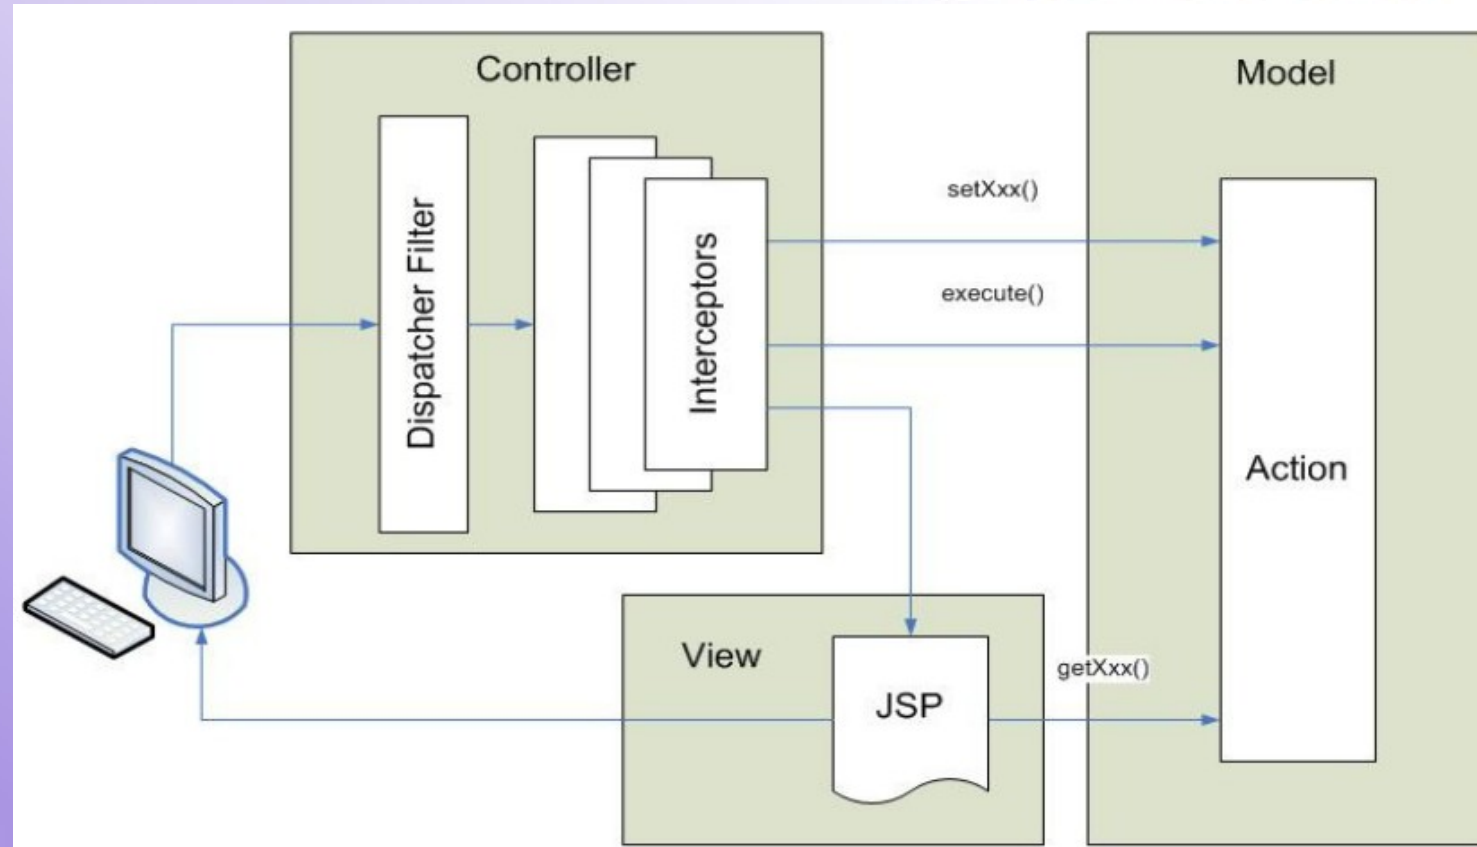 Controller
Model
Dispatcher Filter
Interceptors
setXxx()
execute()
Action
View
JSP
getXxx()